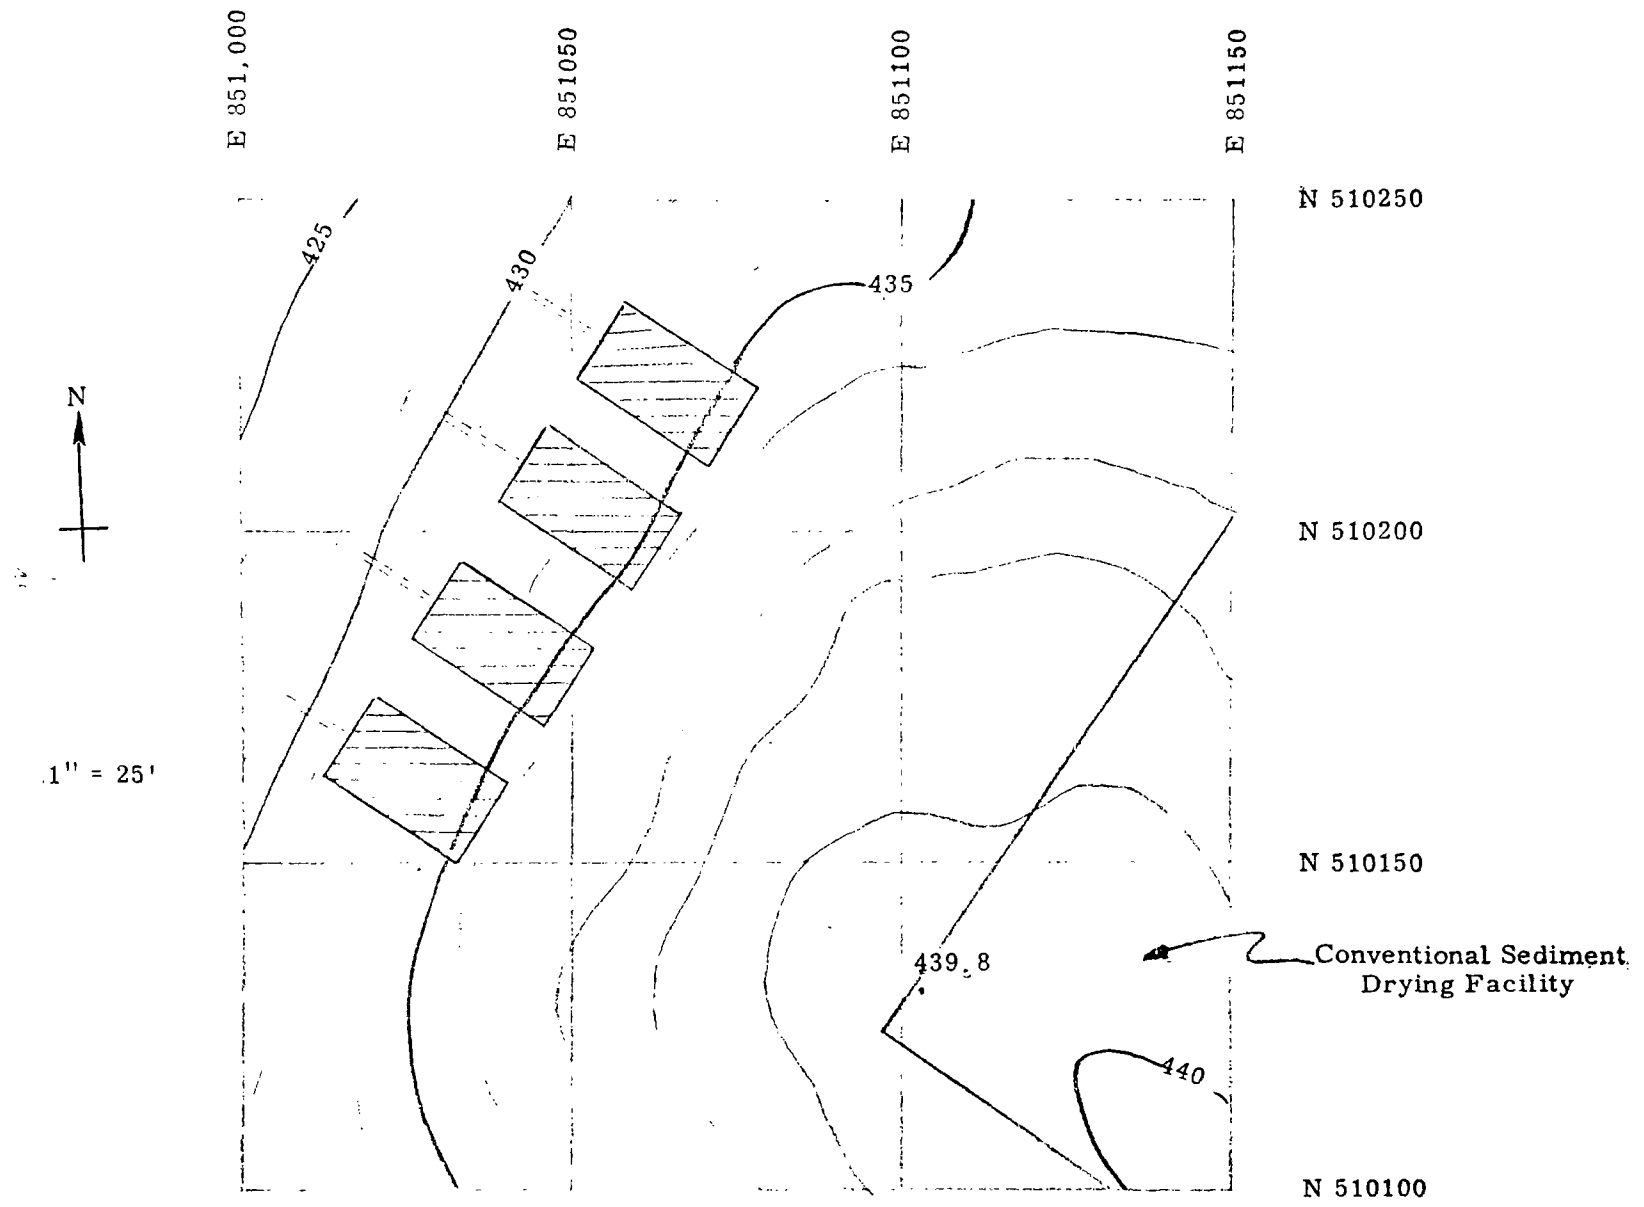 E 851,000
E 851050
E 851100
E 851150
N 510250
425
430
435
N
N 510200
1" = 25'
N 510150
439.8
Conventional Sediment
Drying Facility
440
N 510100